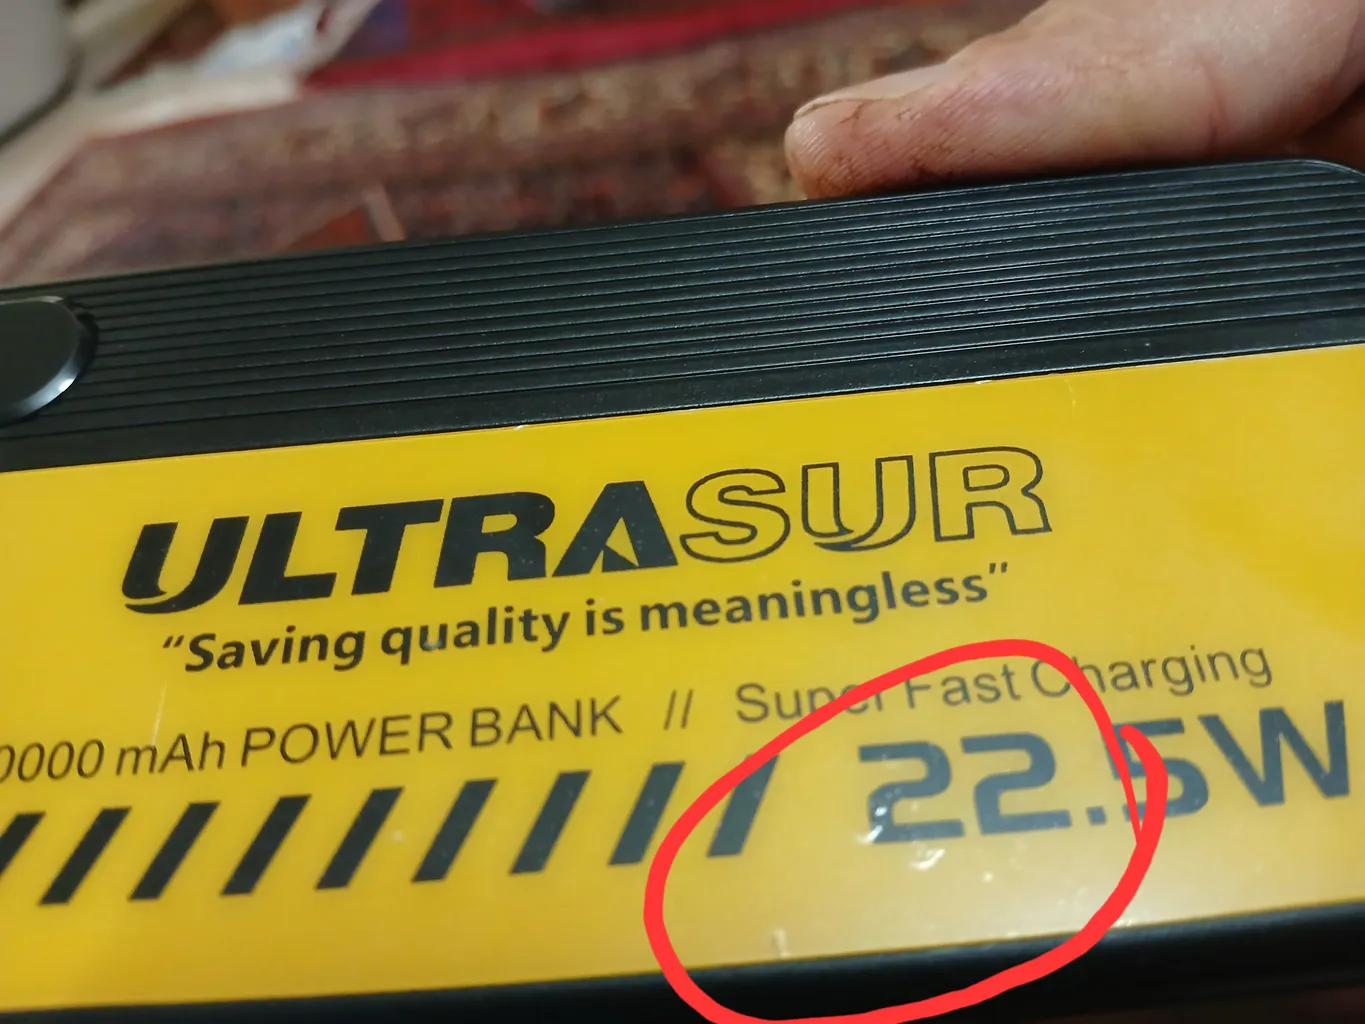 ULTRASUR
“Saving quality is meaningless”
0000 mAh POWER BANK // Super Fast Charging
22.5W